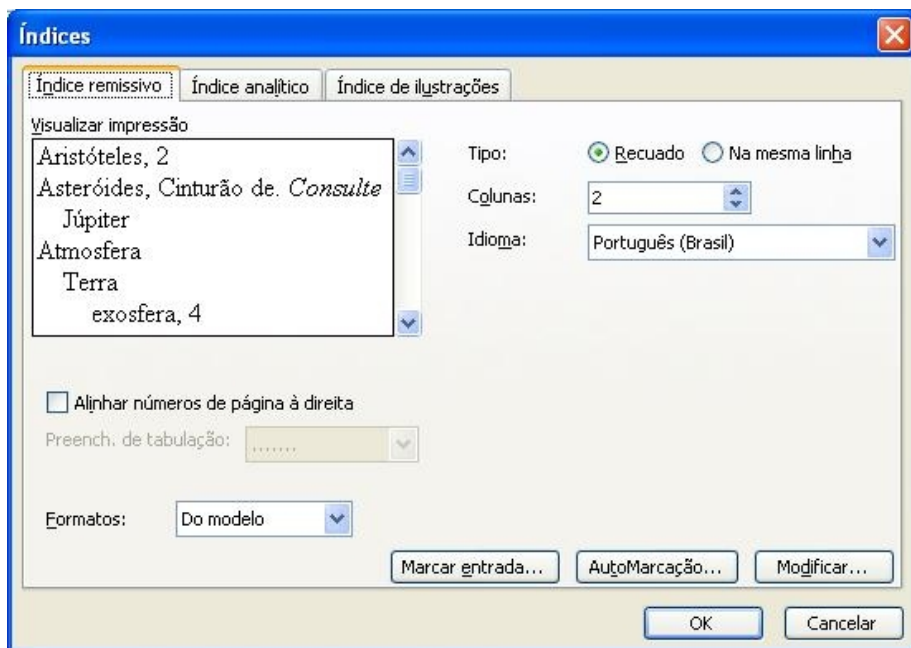 Índices
Índice remissivo Índice analítico Índice de ilustrações
Visualizar impressão
Aristóteles, 2
Asteróides, Cinturão de. Consulte
Júpiter
Atmosfera
Terra
exosfera, 4
Tipo: Recuado Na mesma linha
Colunas: 2
Idioma: Português (Brasil)
Alinhar números de página à direita
Preench. de tabulação: .......
Formatos: Do modelo
Marcar entrada... AutoMarcação... Modificar...
OK Cancelar